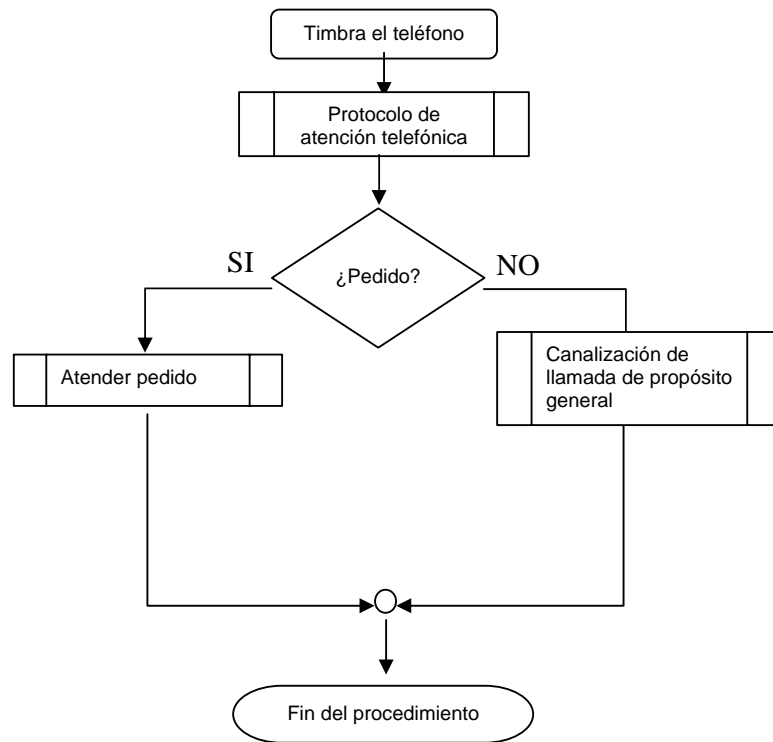 Timbra el teléfono
Protocolo de
atención telefónica
¿Pedido?
SI
NO
Atender pedido
Canalización de
llamada de propósito
general
Fin del procedimiento